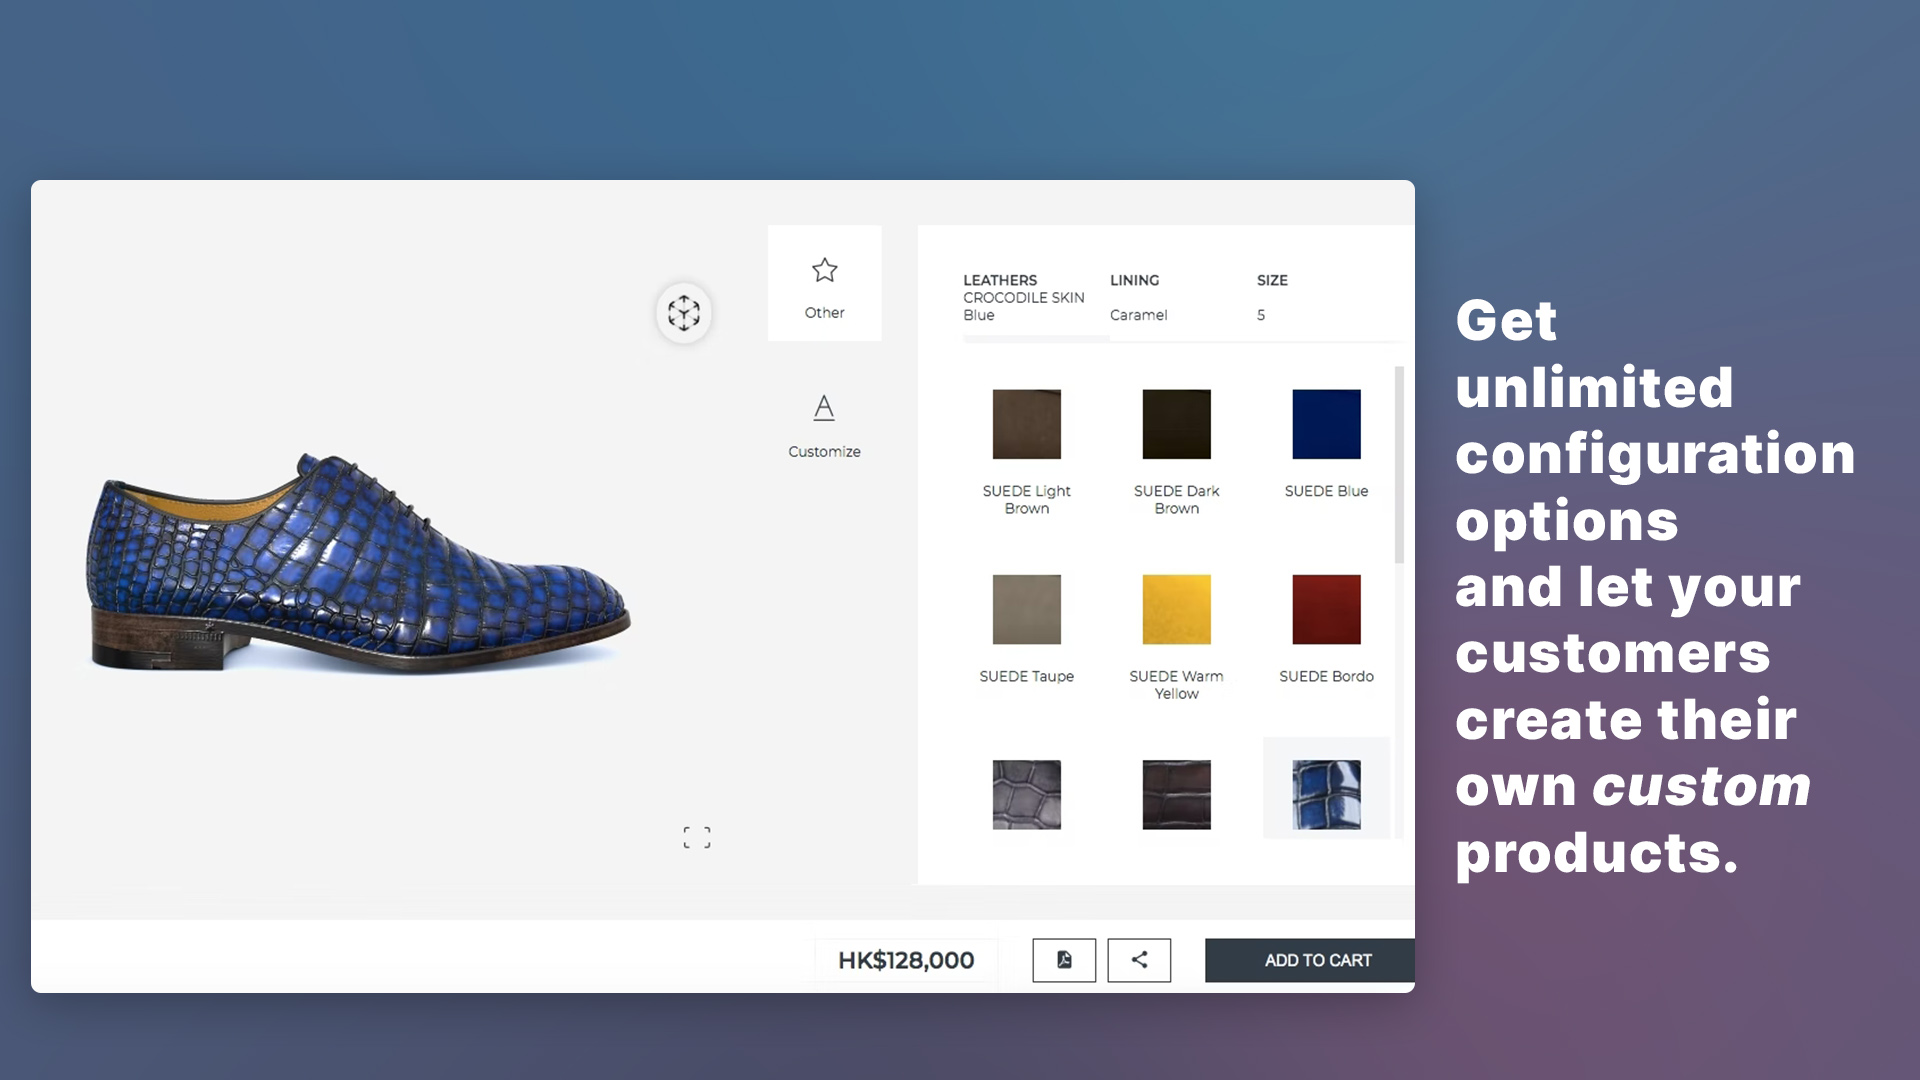 Other
Customize
LEATHERS
CROCODILE SKIN
Blue
LINING
Caramel
SIZE
5
SUEDE Light
Brown
SUEDE Dark
Brown
SUEDE Blue
SUEDE Taupe
SUEDE Warm
Yellow
SUEDE Bordo
HK$128,000
ADD TO CART
Get
unlimited
configuration
options
and let your
customers
create their
own custom
products.